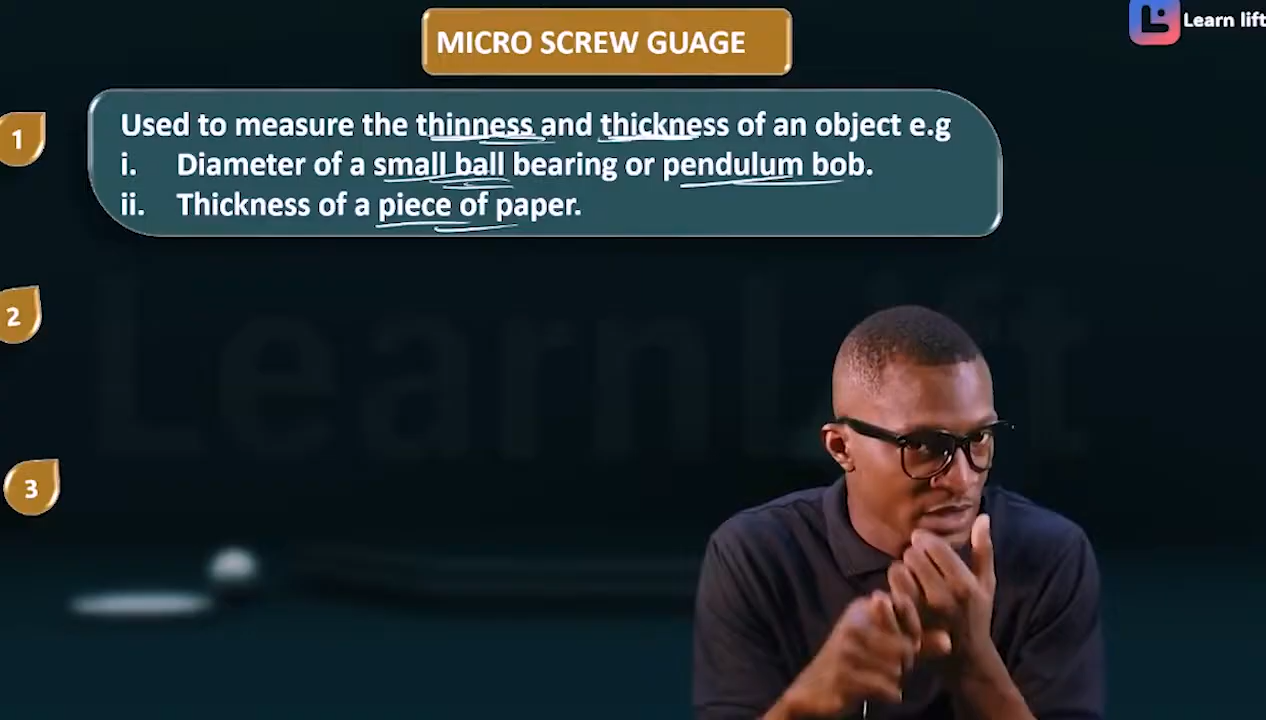 MICRO SCREW GUAGE
Learn lift
1
Used to measure the thinness and thickness of an object e.g
i. Diameter of a small ball bearing or pendulum bob.
ii. Thickness of a piece of paper.
LearnLift
2
3